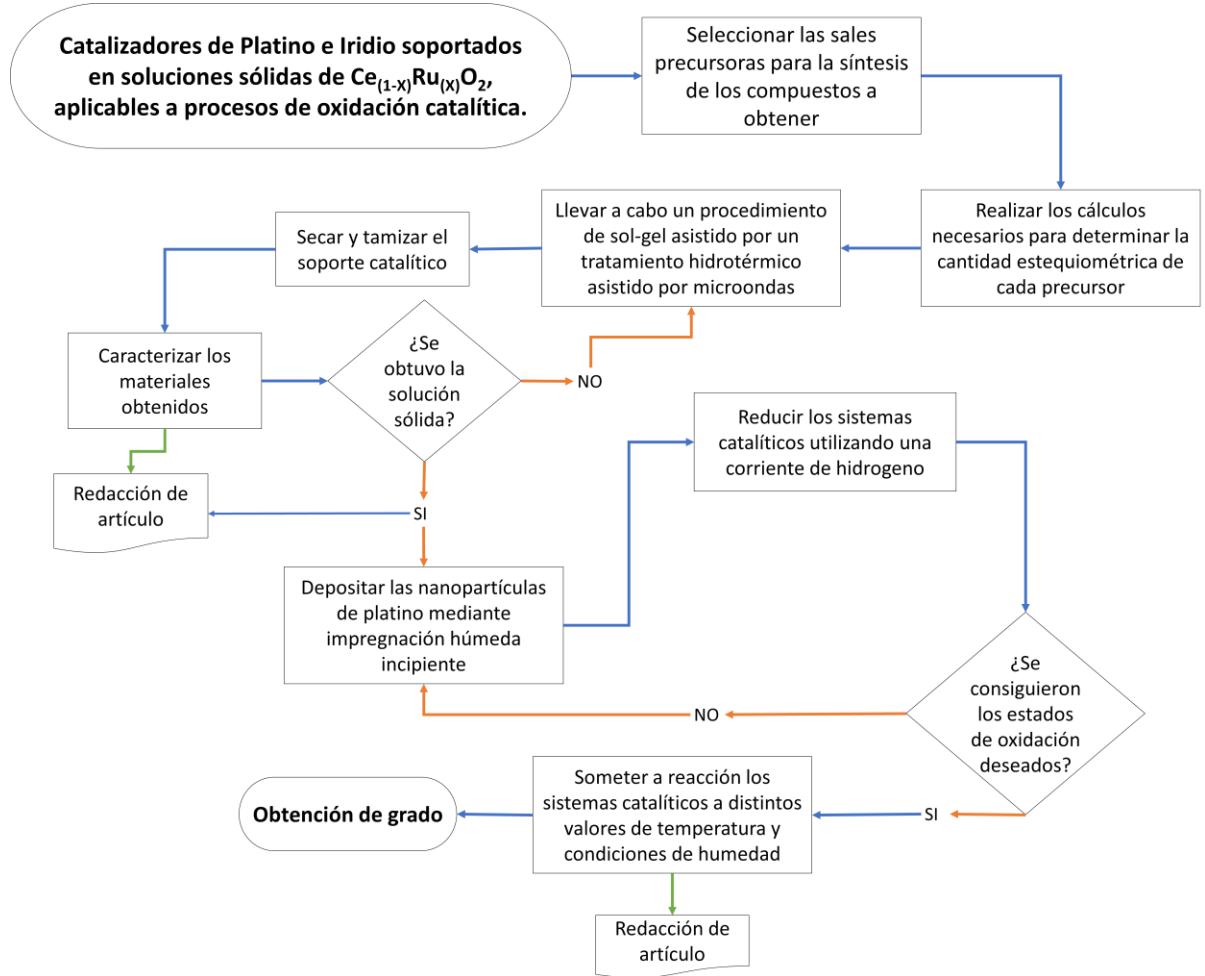 Catalizadores de Platino e Iridio soportados
en soluciones sólidas de Ce(1-X)Ru(X)O2,
aplicables a procesos de oxidación catalítica.
Seleccionar las sales
precursoras para la síntesis
de los compuestos a
obtener
Realizar los cálculos
necesarios para determinar la
cantidad estequiométrica de
cada precursor
Llevar a cabo un procedimiento
de sol-gel asistido por un
tratamiento hidrotérmico
asistido por microondas
Secar y tamizar el
soporte catalítico
Caracterizar los
materiales
obtenidos
¿Se
obtuvo la
solución
sólida?
NO
Redacción de
artículo
SI
Depositar las nanopartículas
de platino mediante
impregnación húmeda
incipiente
Reducir los sistemas
catalíticos utilizando una
corriente de hidrogeno
¿Se
consiguieron
los estados
de oxidación
deseados?
NO
SI
Someter a reacción los
sistemas catalíticos a distintos
valores de temperatura y
condiciones de humedad
Obtención de grado
Redacción de
artículo